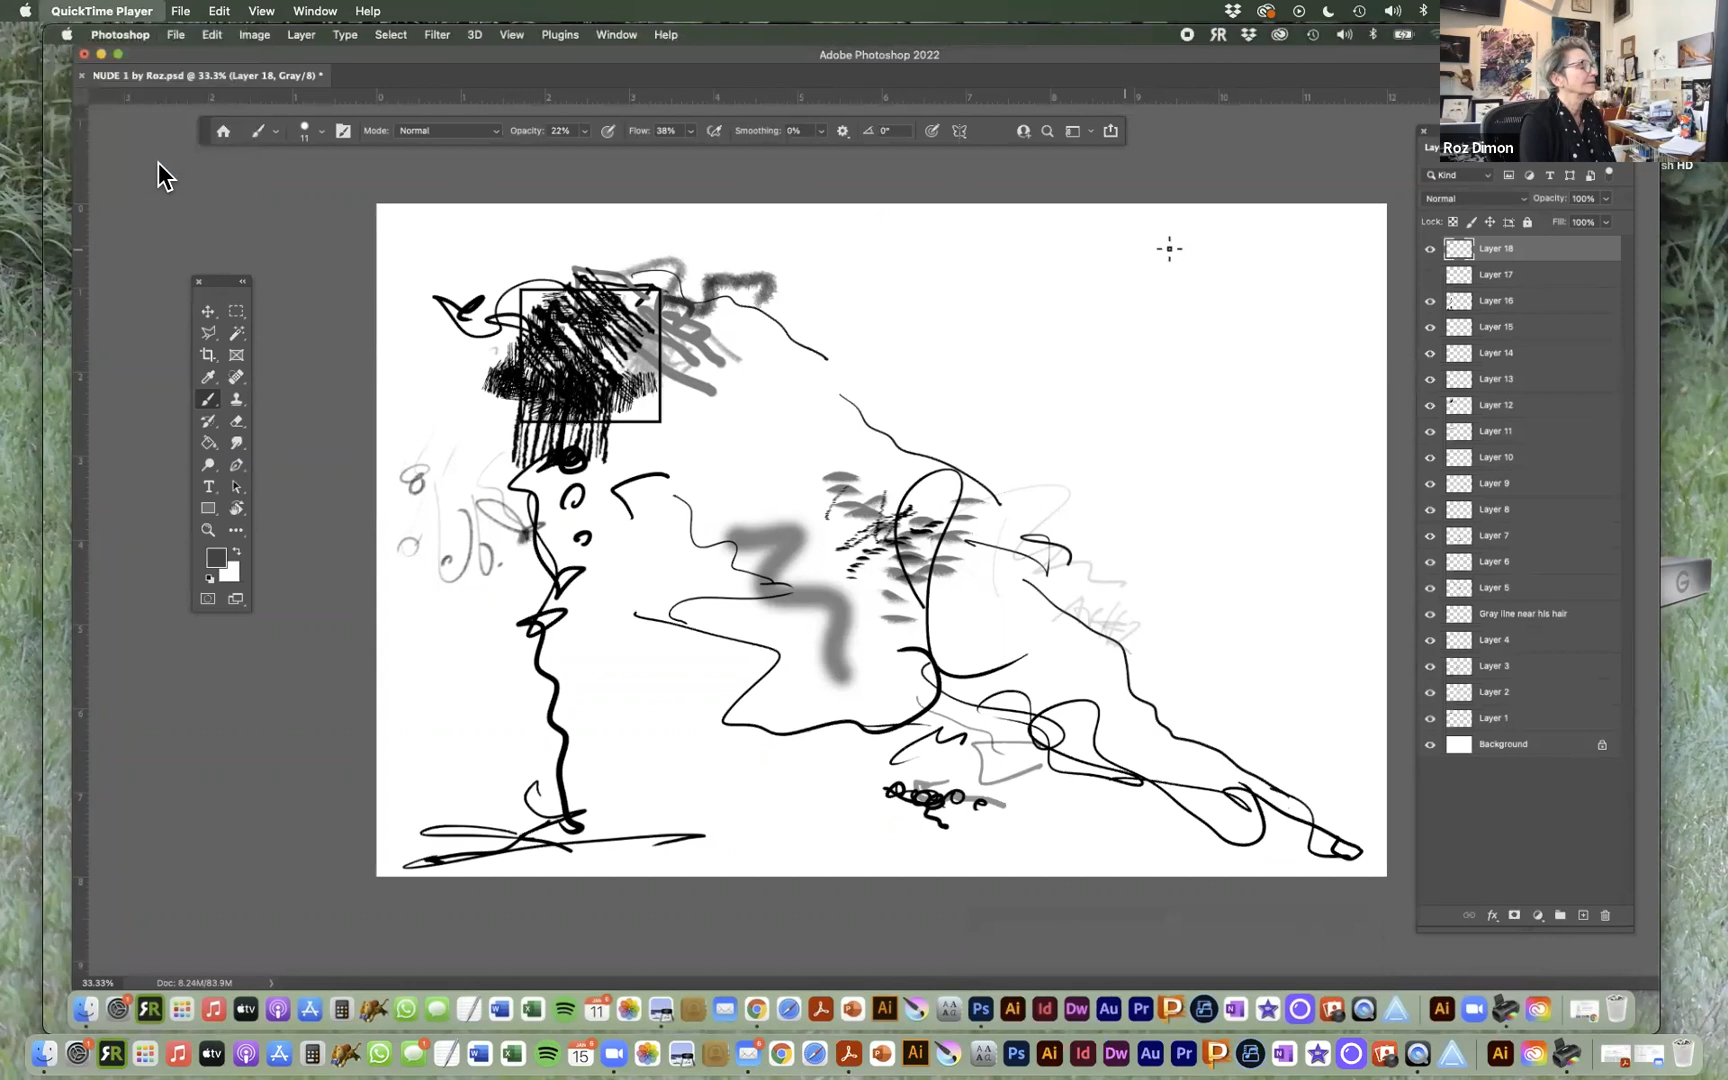 QuickTime Player File Edit View Window Help
Photoshop File Edit Image Layer Type Select Filter 3D View Plugins Window Help
Adobe Photoshop 2022
NUDE 1 by Roz.psd @ 33.3% (Layer 18, Gray/8) *
Roz Dimon
sh HD
11 Mode: Normal Opacity: 22% Flow: 38% Smoothing: 0% 0°
Kind
Normal Opacity: 100%
Lock: Fill: 100%
Layer 18
Layer 17
Layer 16
Layer 15
Layer 14
Layer 13
Layer 12
Layer 11
Layer 10
Layer 9
Layer 8
Layer 7
Layer 6
Layer 5
Gray line near his hair
Layer 4
Layer 3
Layer 2
Layer 1
Background
33.33% Doc: 8.24M/83.9M